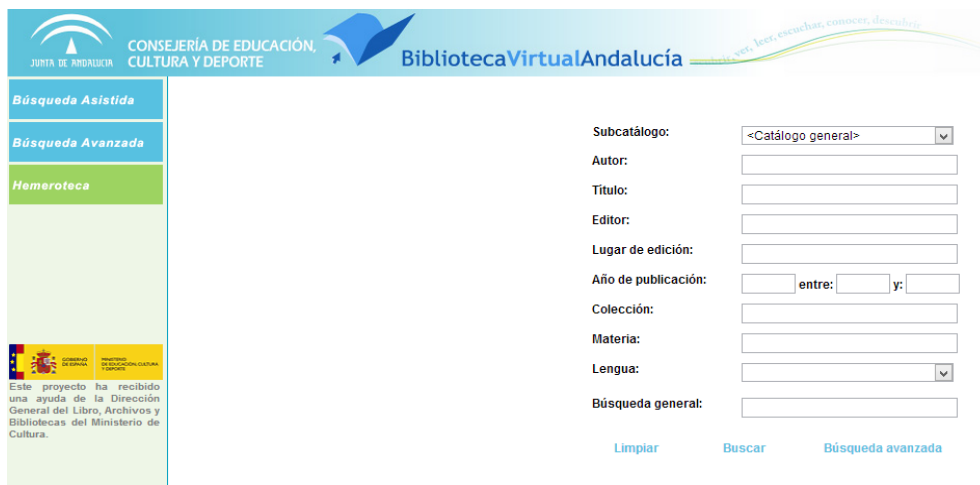 JUNTA DE ANDALUCIA
CONSEJERÍA DE EDUCACIÓN,
CULTURA Y DEPORTE
BibliotecaVirtualAndalucía
ver, leer, escuchar, conocer, descubrir
Búsqueda Asistida
Búsqueda Avanzada
Hemeroteca
GOBIERNO
DE ESPAÑA
MINISTERIO
DE EDUCACIÓN, CULTURA
Y DEPORTE
Este proyecto ha recibido
una ayuda de la Dirección
General del Libro, Archivos y
Bibliotecas del Ministerio de
Cultura.
Subcatálogo: <Catálogo general>
Autor:
Título:
Editor:
Lugar de edición:
Año de publicación: entre: y:
Colección:
Materia:
Lengua:
Búsqueda general:
Limpiar Buscar Búsqueda avanzada